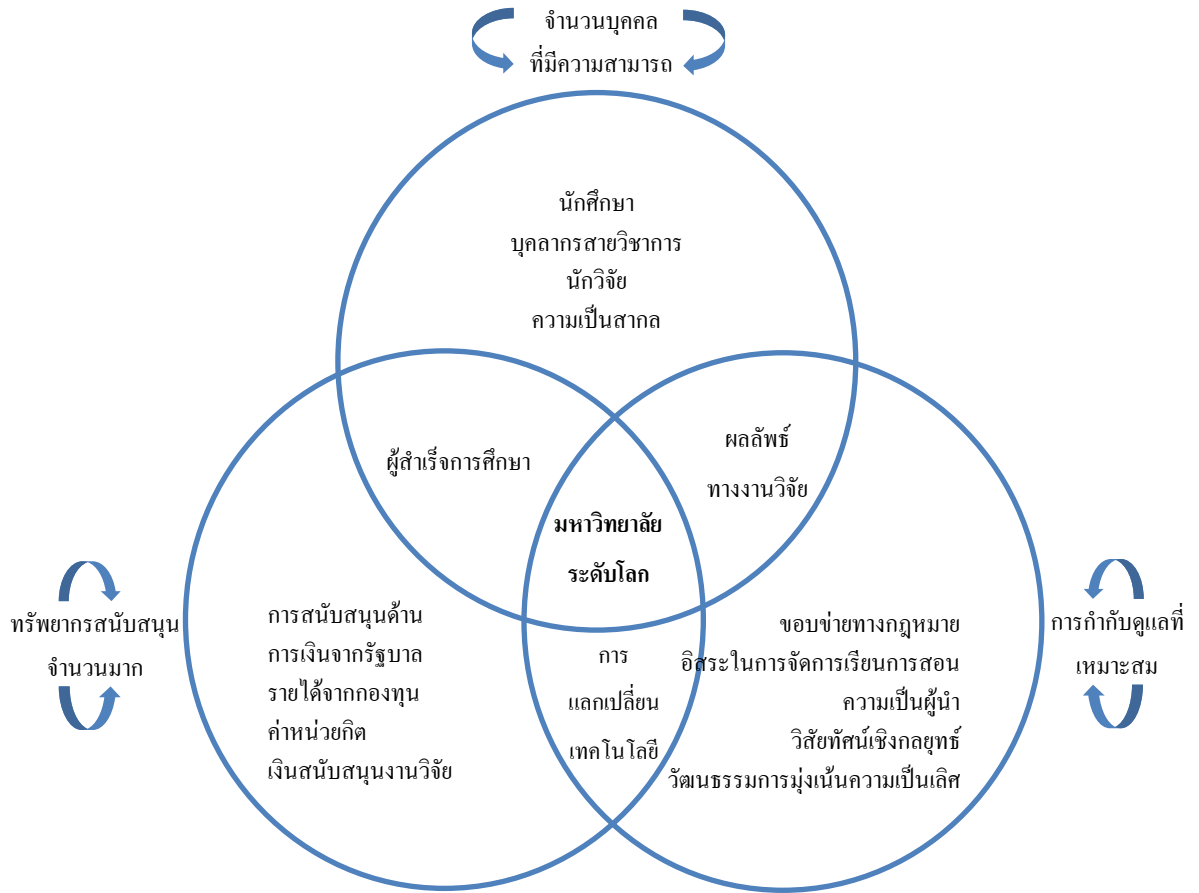 จำนวนบุคคล
ที่มีความสามารถ
นักศึกษา
บุคลากรสายวิชาการ
นักวิจัย
ความเป็นสากล
ผู้สำเร็จการศึกษา
ผลลัพธ์
ทางงานวิจัย
มหาวิทยาลัย
ระดับโลก
ทรัพยากรสนับสนุน
จำนวนมาก
การสนับสนุนด้าน
การเงินจากรัฐบาล
รายได้จากกองทุน
ค่าหน่วยกิต
เงินสนับสนุนงานวิจัย
การ
แลกเปลี่ยน
เทคโนโลยี
ขอบข่ายทางกฎหมาย
อิสระในการจัดการเรียนการสอน
ความเป็นผู้นำ
วิสัยทัศน์เชิงกลยุทธ์
วัฒนธรรมการมุ่งเน้นความเป็นเลิศ
การกำกับดูแลที่
เหมาะสม